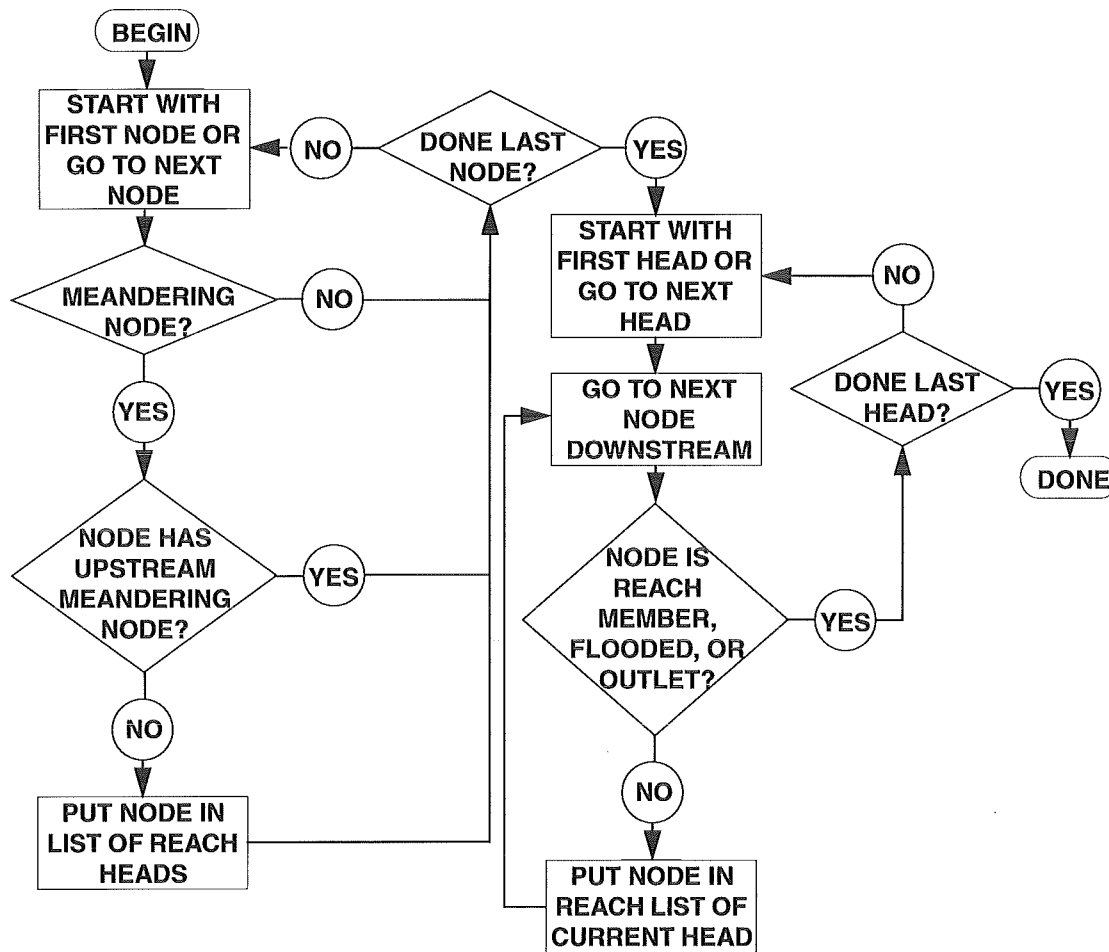 BEGIN
START WITH
FIRST NODE OR
GO TO NEXT
NODE
NO
DONE LAST
NODE?
YES
MEANDERING
NODE?
NO
YES
NODE HAS
UPSTREAM
MEANDERING
NODE?
YES
NO
PUT NODE IN
LIST OF REACH
HEADS
START WITH
FIRST HEAD OR
GO TO NEXT
HEAD
NO
GO TO NEXT
NODE
DOWNSTREAM
DONE LAST
HEAD?
YES
DONE
NODE IS
REACH
MEMBER,
FLOODED, OR
OUTLET?
YES
NO
PUT NODE IN
REACH LIST OF
CURRENT HEAD